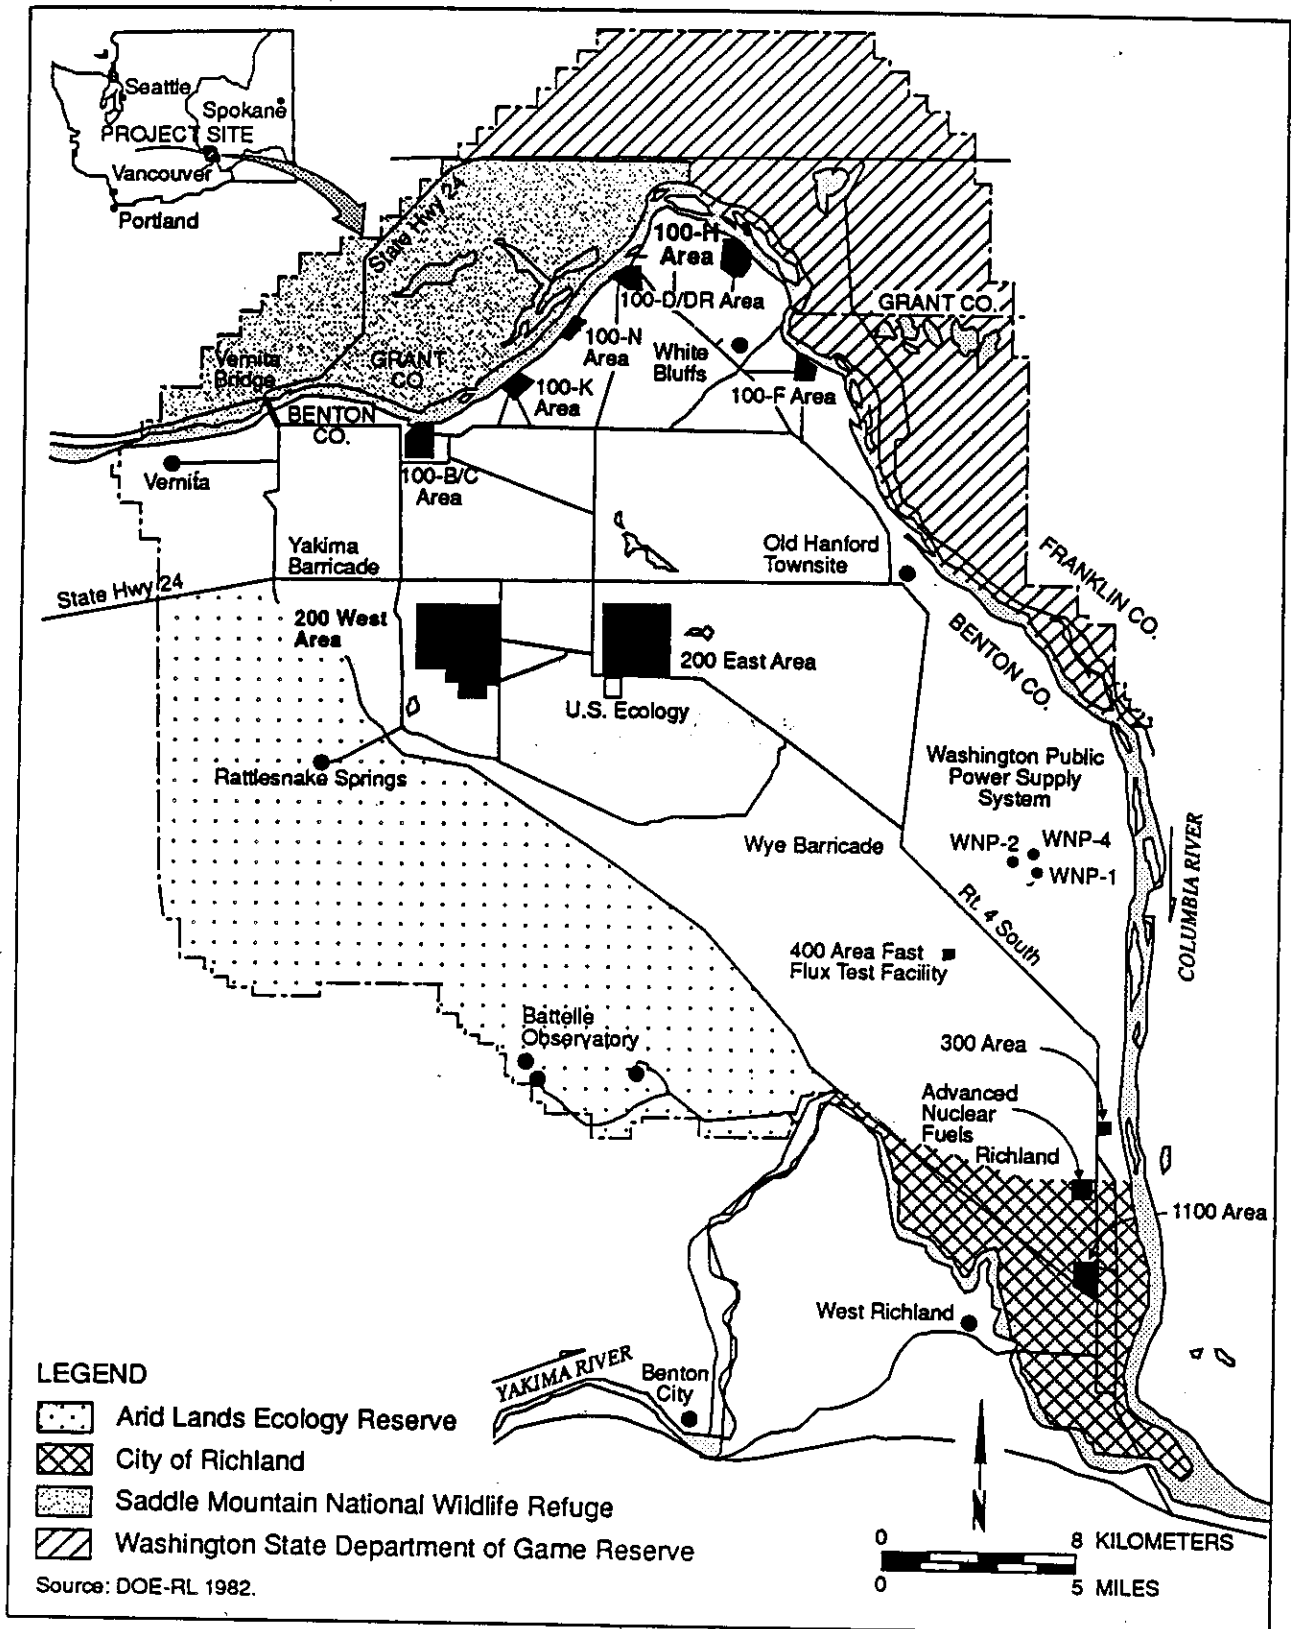 Seattle
Spokane
PROJECT SITE
Vancouver
Portland
State Hwy 24
100-H
Area
100-D/DR Area
GRANT CO.
100-N
Area
White
Bluffs
Vernita
Bridge
GRANT
CO.
100-K
Area
100-F Area
BENTON
CO.
Vernita
100-B/C
Area
Yakima
Barricade
Old Hanford
Townsite
FRANKLIN CO.
State Hwy 24
BENTON CO.
200 West
Area
200 East Area
U.S. Ecology
Rattlesnake Springs
Washington Public
Power Supply
System
Wye Barricade
WNP-2
WNP-4
WNP-1
COLUMBIA RIVER
Rt. 4 South
400 Area Fast
Flux Test Facility
Battelle
Observatory
300 Area
Advanced
Nuclear
Fuels
Richland
1100 Area
West Richland
YAKIMA RIVER
Benton
City
LEGEND
Arid Lands Ecology Reserve
City of Richland
Saddle Mountain National Wildlife Refuge
Washington State Department of Game Reserve
Source: DOE-RL 1982.
N
0 8 KILOMETERS
0 5 MILES